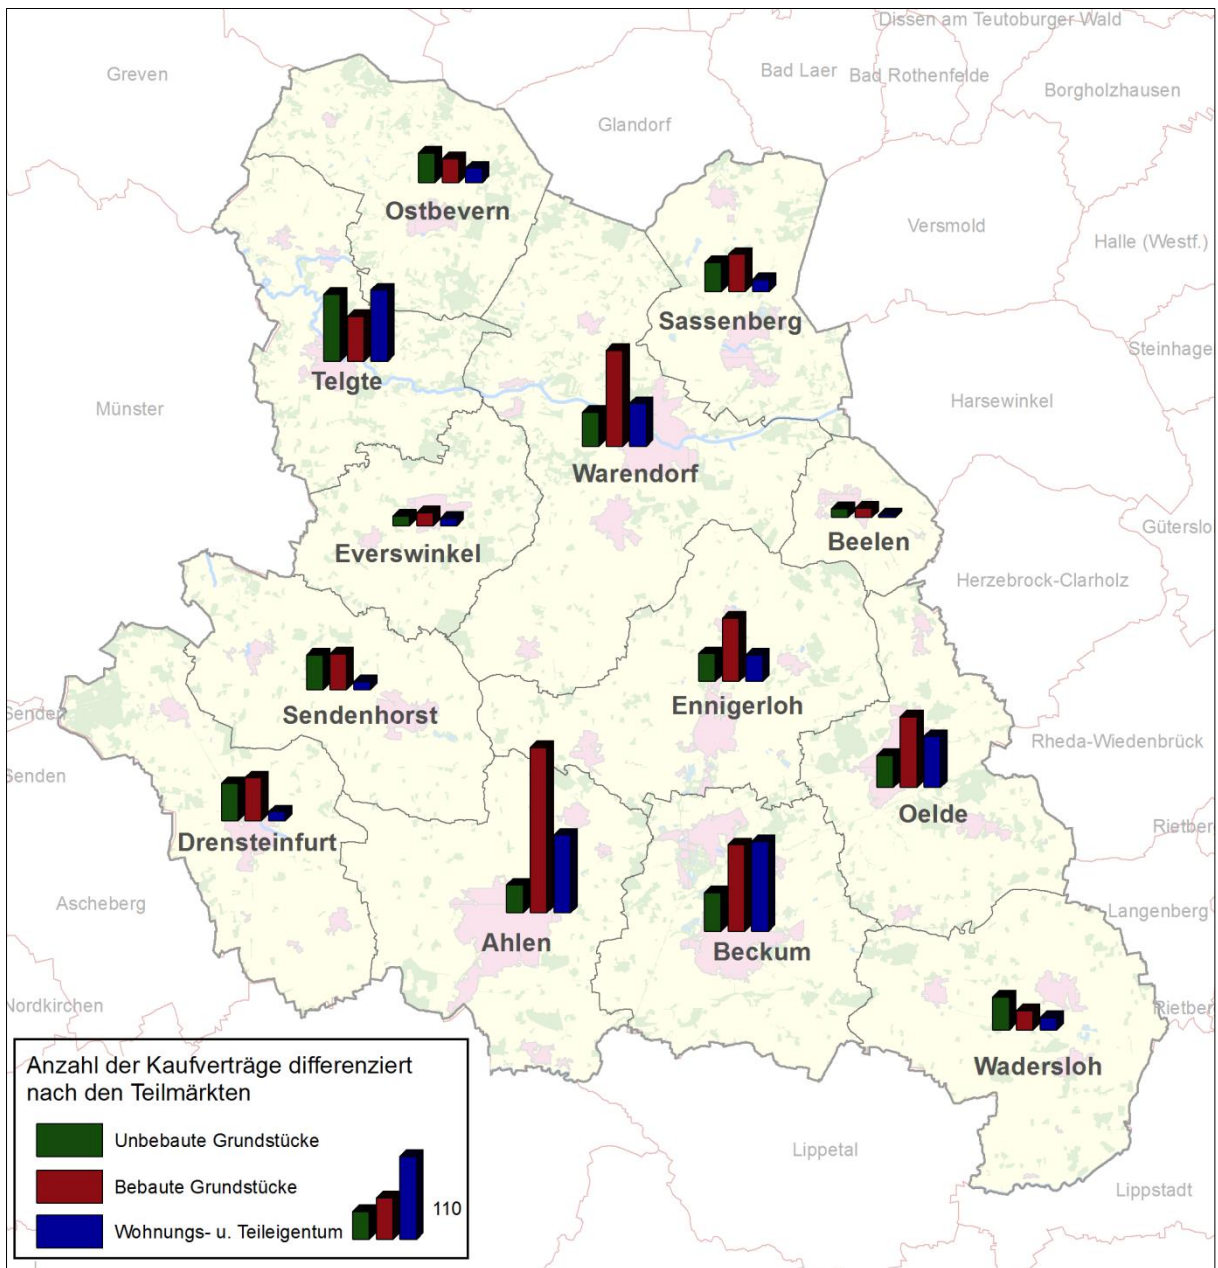 Dissen am Teutoburger Wald
Greven
Bad Laer
Bad Rothenfelde
Borgholzhausen
Glandorf
Ostbevern
Versmold
Halle (Westf.)
Sassenberg
Steinhage
Telgte
Münster
Harsewinkel
Warendorf
Gütersloh
Everswinkel
Beelen
Herzebrock-Clarholz
Senden
Sendenhorst
Ennigerloh
Rheda-Wiedenbrück
Senden
Oelde
Rietber
Drensteinfurt
Ascheberg
Langenberg
Ahlen
Beckum
Nordkirchen
Rietber
Wadersloh
Anzahl der Kaufverträge differenziert
nach den Teilmärkten
Unbebaute Grundstücke
Bebaute Grundstücke
Wohnungs- u. Teileigentum
110
Lippetal
Lippstadt